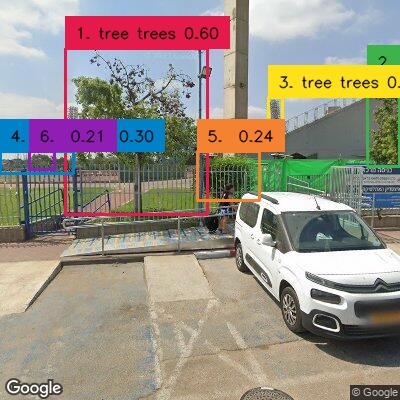 1. tree trees 0.60
2.
3. tree trees 0.
4.
6. 0.21
0.30
5. 0.24
Google
© Google